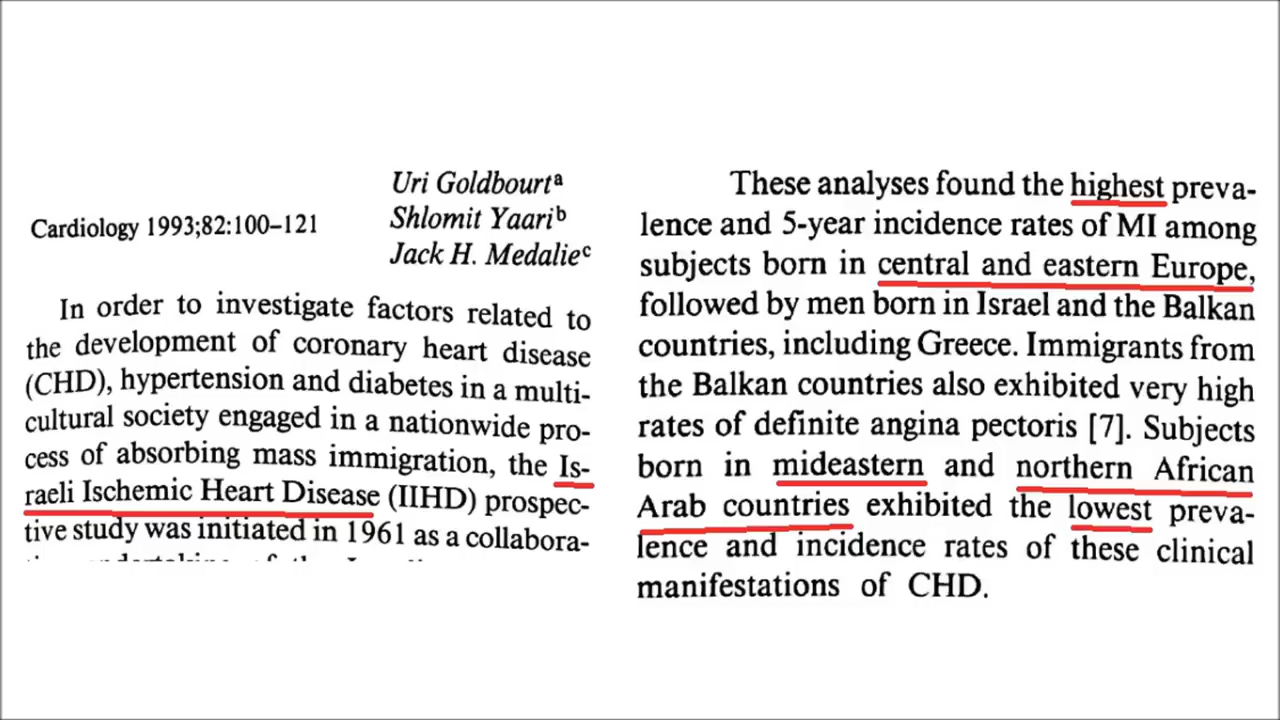 Uri Goldbourtᵃ
Shlomit Yaariᵇ
Cardiology 1993;82:100–121
Jack H. Medalieᶜ
In order to investigate factors related to
the development of coronary heart disease
(CHD), hypertension and diabetes in a multi-
cultural society engaged in a nationwide pro-
cess of absorbing mass immigration, the Is-
raeli Ischemic Heart Disease (IIHD) prospec-
tive study was initiated in 1961 as a collabora-
These analyses found the highest preva-
lence and 5-year incidence rates of MI among
subjects born in central and eastern Europe,
followed by men born in Israel and the Balkan
countries, including Greece. Immigrants from
the Balkan countries also exhibited very high
rates of definite angina pectoris [7]. Subjects
born in mideastern and northern African
Arab countries exhibited the lowest preva-
lence and incidence rates of these clinical
manifestations of CHD.